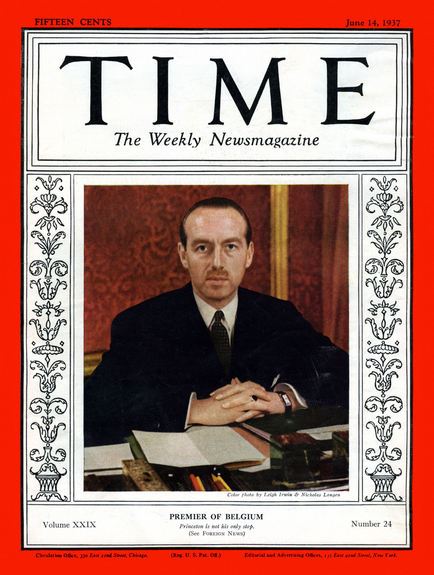 FIFTEEN CENTS June 14, 1937
TIME
The Weekly Newsmagazine
Color photo by Leigh Irwin & Nicholas Langen
PREMIER OF BELGIUM
Volume XXIX Princeton is not his only stop. Number 24
(See FOREIGN NEWS)
Circulation Office, 330 East 22nd Street, Chicago. (Reg. U. S. Pat. Off.) Editorial and Advertising Offices, 135 East 42nd Street, New York.